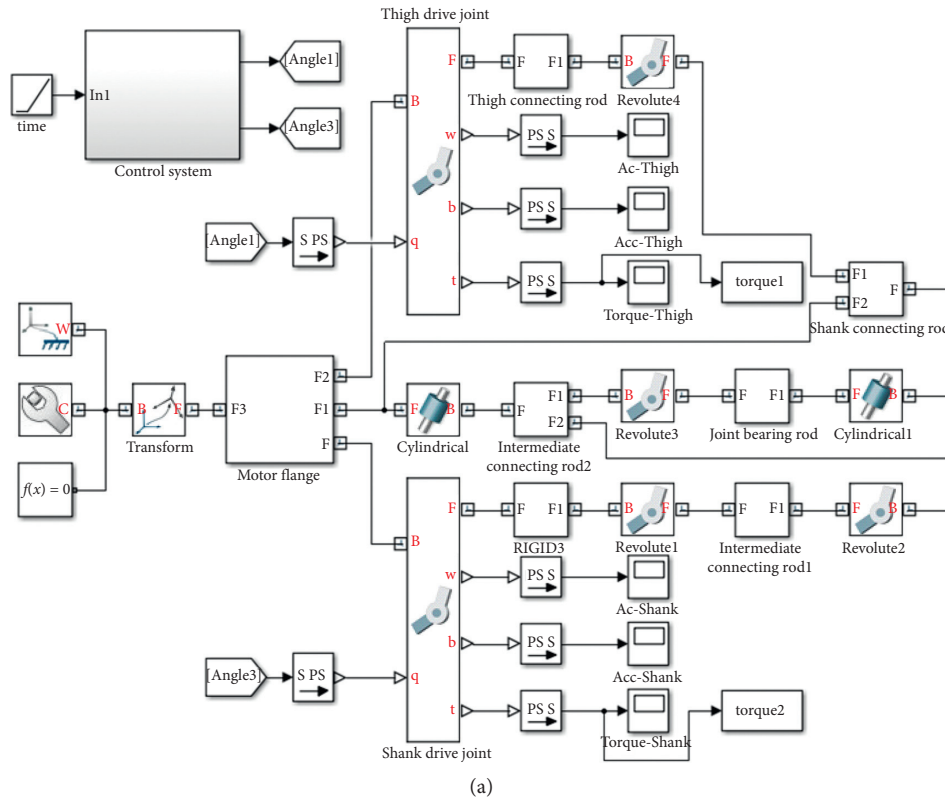 Thigh drive joint
[Angle1]
In1
time
[Angle3]
Control system
F
F
F1
B
F
Thigh connecting rod
Revolute4
B
w
PS S
Ac-Thigh
b
PS S
Acc-Thigh
[Angle1]
S PS
q
t
PS S
Torque-Thigh
torque1
F1
F2
F
Shank connecting rod
W
C
f(x) = 0
B
F
Transform
F3
F2
F1
F
Motor flange
F
B
Cylindrical
F
F1
F2
Intermediate
connecting rod2
B
F
Revolute3
F
F1
Joint bearing rod
F
B
Cylindrical1
F
F
F1
RIGID3
B
F
Revolute1
F
F1
Intermediate
connecting rod1
F
B
Revolute2
B
w
PS S
Ac-Shank
b
PS S
Acc-Shank
[Angle3]
S PS
q
t
PS S
Torque-Shank
torque2
Shank drive joint
(a)